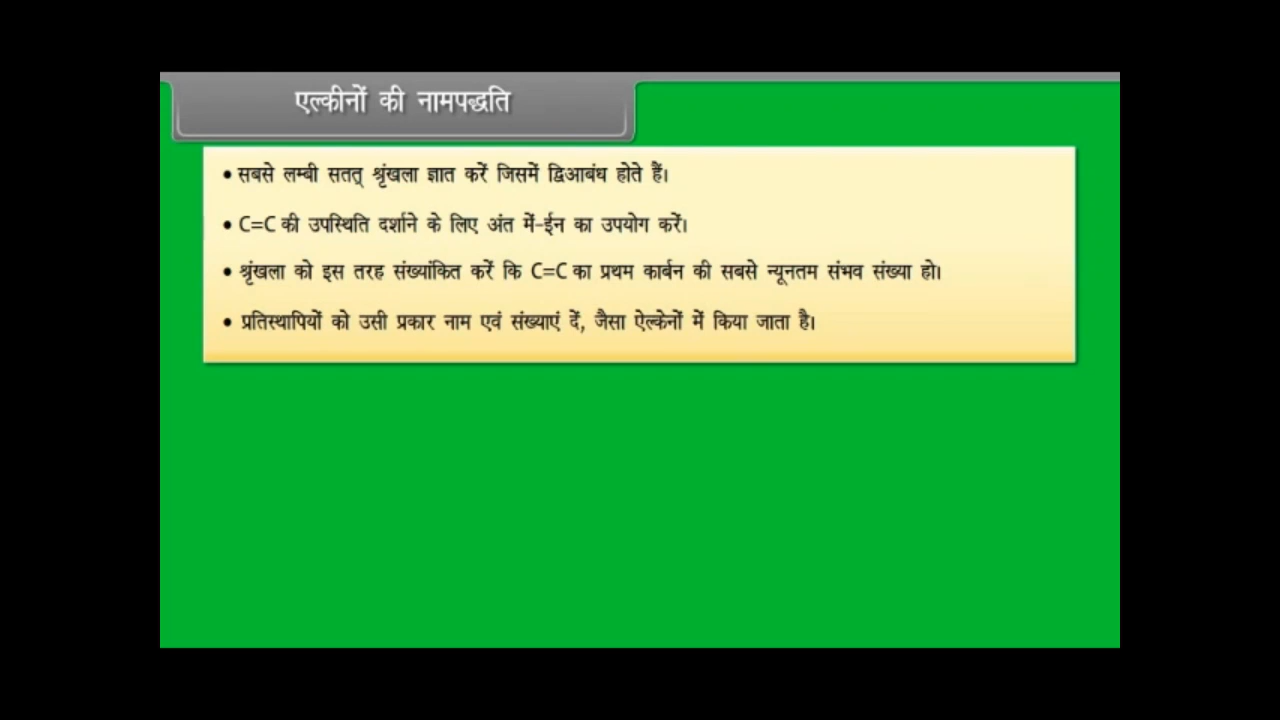 एल्कीनों की नामपद्धति
• सबसे लम्बी सतत् श्रृंखला ज्ञात करें जिसमें द्विआबंध होते हैं।
• C=C की उपस्थिति दर्शाने के लिए अंत में-ईन का उपयोग करें।
• श्रृंखला को इस तरह संख्यांकित करें कि C=C का प्रथम कार्बन की सबसे न्यूनतम संभव संख्या हो।
• प्रतिस्थापियों को उसी प्रकार नाम एवं संख्याएं दें, जैसा ऐल्केनों में किया जाता है।